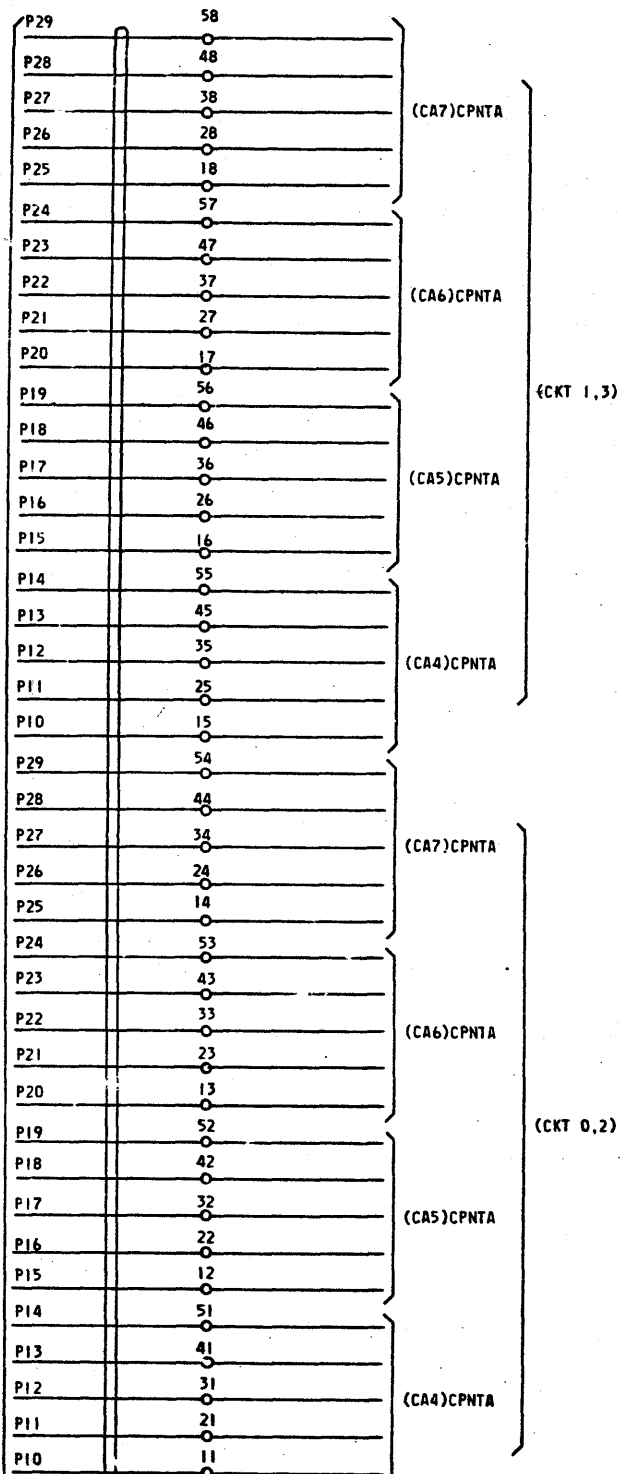 P29 58
P28 48
P27 38 (CA7)CPNTA
P26 28
P25 18
P24 57
P23 47
P22 37 (CA6)CPNTA
P21 27
P20 17
P19 56 (CKT 1,3)
P18 46
P17 36 (CA5)CPNTA
P16 26
P15 16
P14 55
P13 45
P12 35 (CA4)CPNTA
P11 25
P10 15
P29 54
P28 44
P27 34 (CA7)CPNTA
P26 24
P25 14
P24 53
P23 43
P22 33 (CA6)CPNTA
P21 23
P20 13
P19 52 (CKT 0,2)
P18 42
P17 32 (CA5)CPNTA
P16 22
P15 12
P14 51
P13 41
P12 31 (CA4)CPNTA
P11 21
P10 11